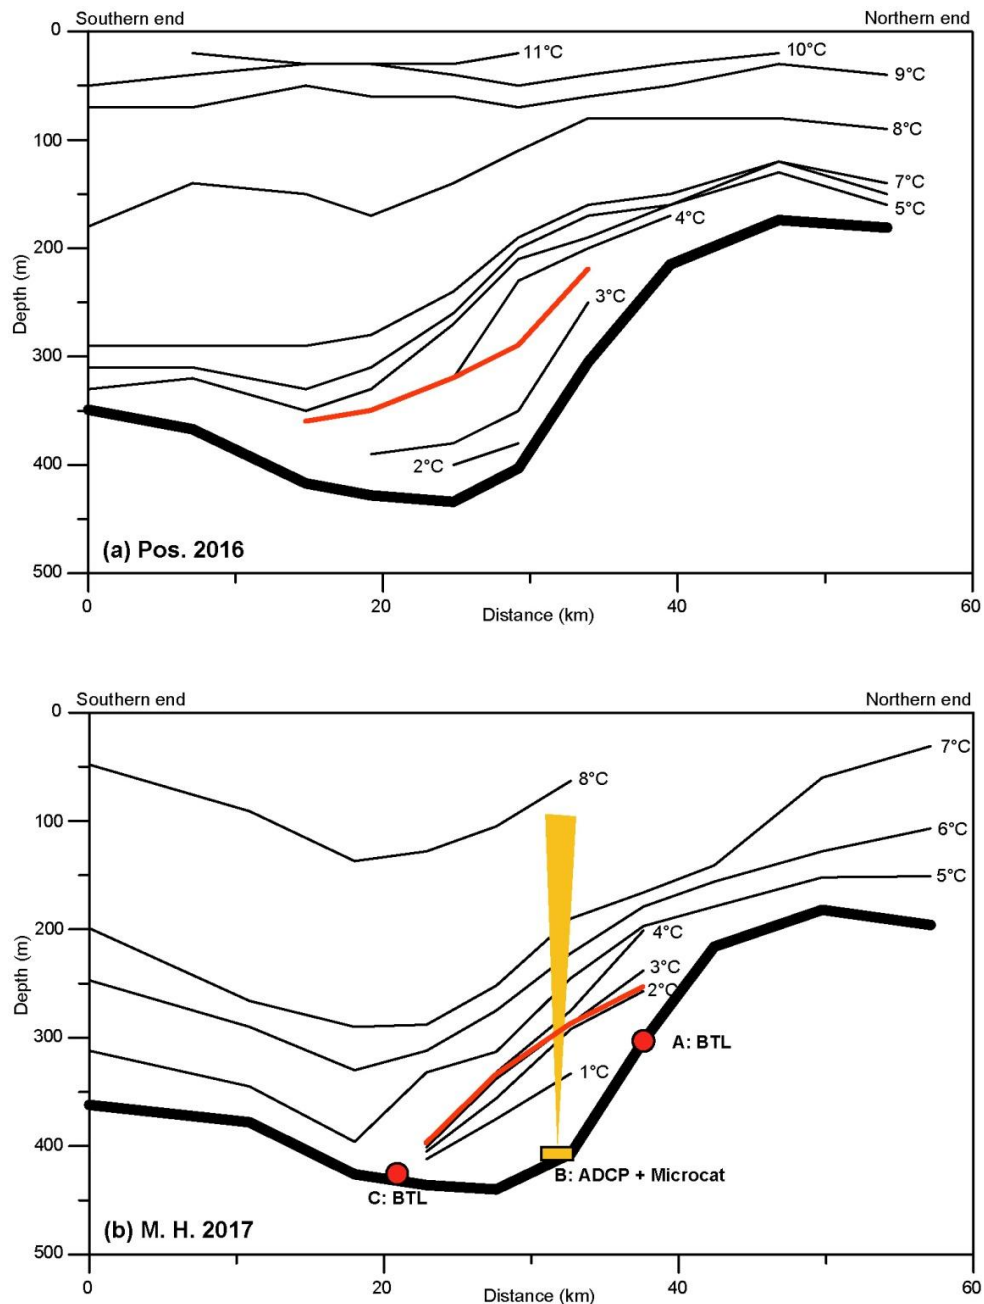 Southern end
Northern end
0
100
200
300
400
500
Depth (m)
11°C
10°C
9°C
8°C
7°C
5°C
4°C
3°C
2°C
(a) Pos. 2016
0
20
40
60
Distance (km)
Southern end
Northern end
0
100
200
300
400
500
Depth (m)
7°C
8°C
6°C
5°C
4°C
3°C
2°C
1°C
A: BTL
B: ADCP + Microcat
C: BTL
(b) M. H. 2017
0
20
40
60
Distance (km)